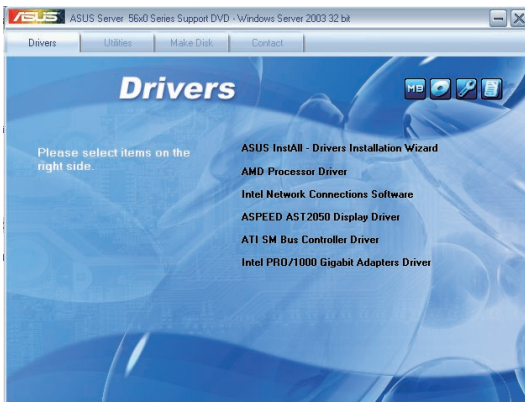 ASUS ASUS Server 56x0 Series Support DVD - Windows Server 2003 32 bit
Drivers Utilities Make Disk Contact
Drivers
MB
Please select items on the
right side.
ASUS InstAll - Drivers Installation Wizard
AMD Processor Driver
Intel Network Connections Software
ASPEED AST2050 Display Driver
ATI SM Bus Controller Driver
Intel PRO/1000 Gigabit Adapters Driver